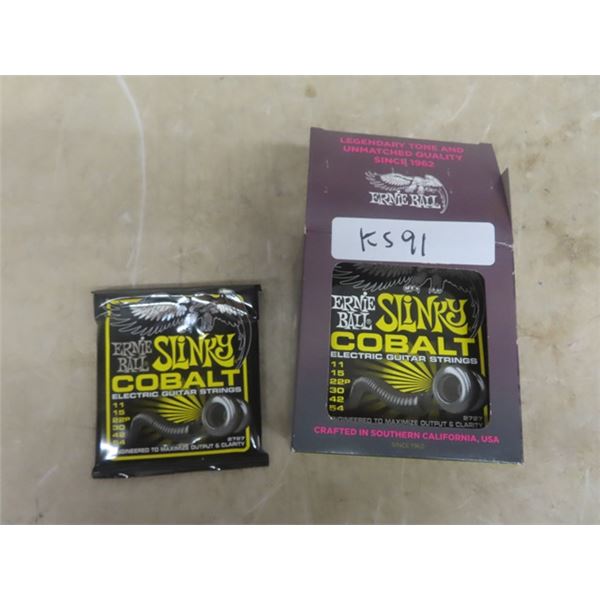 ERNIE
BALL
SLINKY
COBALT
ELECTRIC GUITAR STRINGS
11
15
22P
30
42
54
2727
ENGINEERED TO MAXIMIZE OUTPUT & CLARITY
LEGENDARY TONE AND
UNMATCHED QUALITY
SINCE 1962
ERNIE BALL
KS91
ERNIE
BALL
SLINKY
COBALT
ELECTRIC GUITAR STRINGS
11
15
22P
30
42
54
2727
ENGINEERED TO MAXIMIZE OUTPUT & CLARITY
CRAFTED IN SOUTHERN CALIFORNIA, USA
SINCE 1962